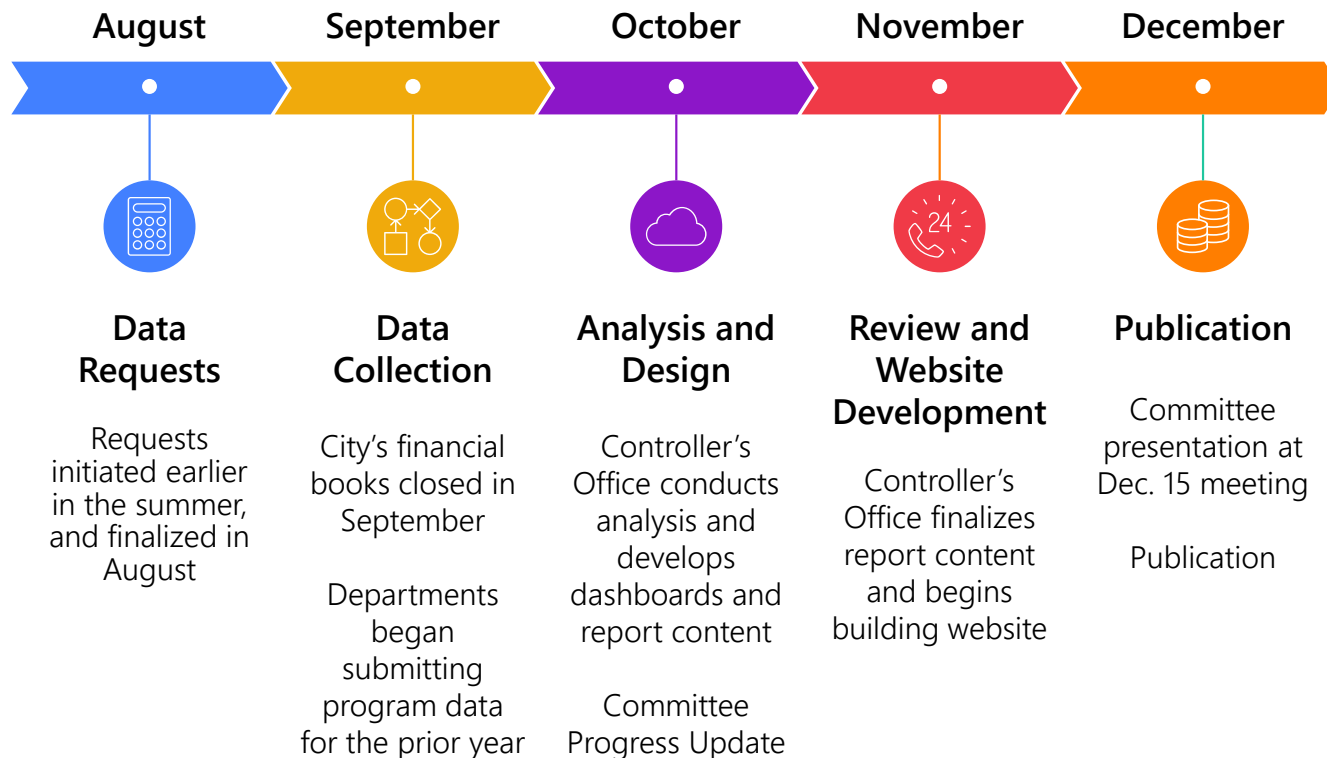 August
September
October
November
December
24
Data
Requests
Requests
initiated earlier
in the summer,
and finalized in
August
Data
Collection
City’s financial
books closed in
September
Departments
began
submitting
program data
for the prior year
Analysis and
Design
Controller’s
Office conducts
analysis and
develops
dashboards and
report content
Committee
Progress Update
Review and
Website
Development
Controller’s
Office finalizes
report content
and begins
building website
Publication
Committee
presentation at
Dec. 15 meeting
Publication